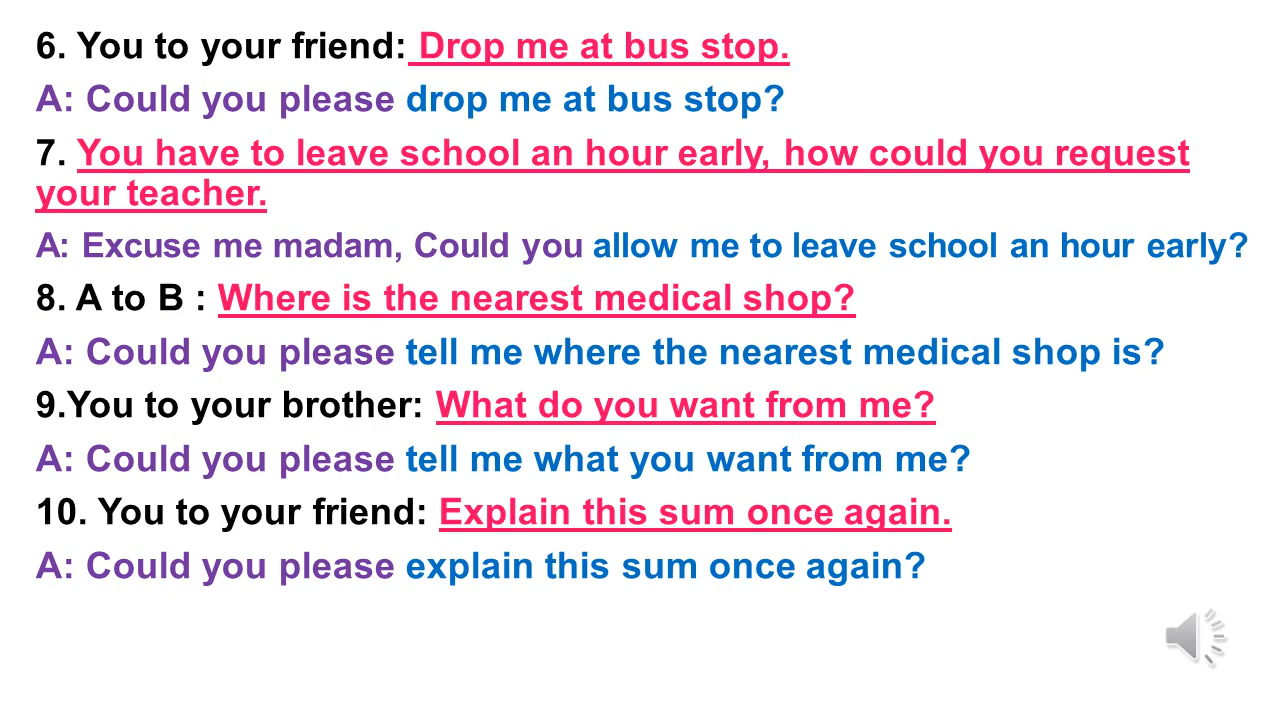 6. You to your friend: Drop me at bus stop.
A: Could you please drop me at bus stop?
7. You have to leave school an hour early, how could you request
your teacher.
A: Excuse me madam, Could you allow me to leave school an hour early?
8. A to B : Where is the nearest medical shop?
A: Could you please tell me where the nearest medical shop is?
9.You to your brother: What do you want from me?
A: Could you please tell me what you want from me?
10. You to your friend: Explain this sum once again.
A: Could you please explain this sum once again?